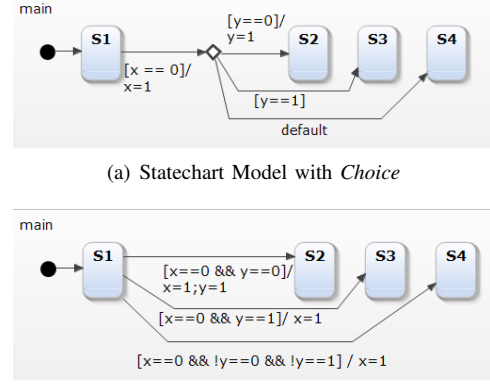 main
S1
S2
S3
S4
[y==0]/
y=1
[x == 0]/
x=1
[y==1]
default
(a) Statechart Model with Choice
main
S1
S2
S3
S4
[x==0 && y==0]/
x=1;y=1
[x==0 && y==1]/ x=1
[x==0 && !y==0 && !y==1] / x=1